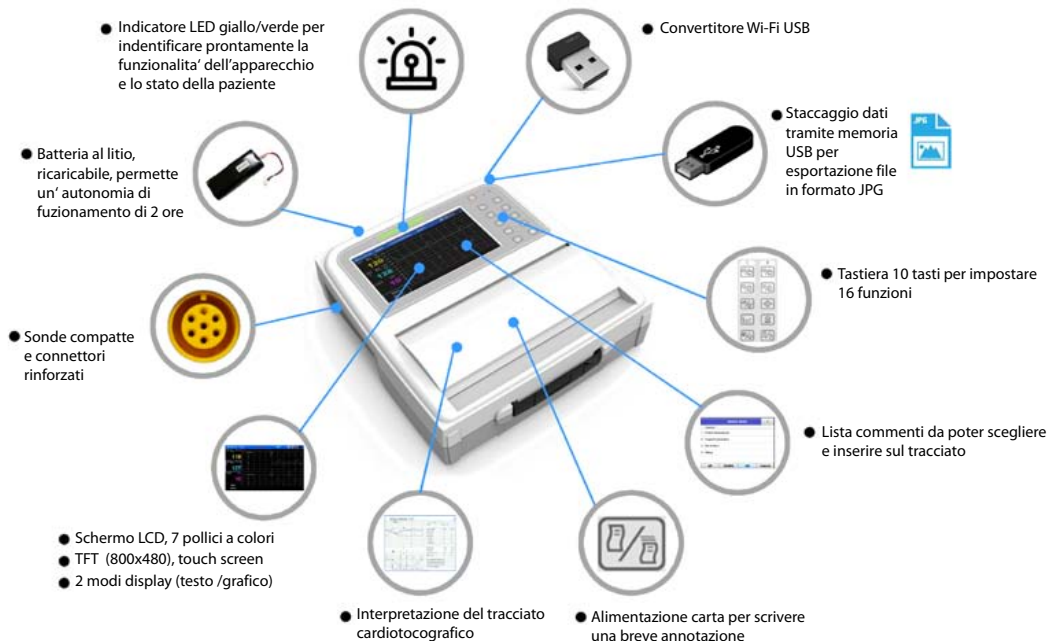 Indicatore LED giallo/verde per
indentificare prontamente la
funzionalita' dell'apparecchio
e lo stato della paziente
Convertitore Wi-Fi USB
Staccaggio dati
tramite memoria
USB per
esportazione file
in formato JPG
JPG
Batteria al litio,
ricaricabile, permette
un' autonomia di
fuzionamento di 2 ore
Tastiera 10 tasti per impostare
16 funzioni
Sonde compatte
e connettori
rinforzati
Lista commenti da poter scegliere
e inserire sul tracciato
Schermo LCD, 7 pollici a colori
TFT (800x480), touch screen
2 modi display (testo /grafico)
Interpretazione del tracciato
cardiotocografico
Alimentazione carta per scrivere
una breve annotazione